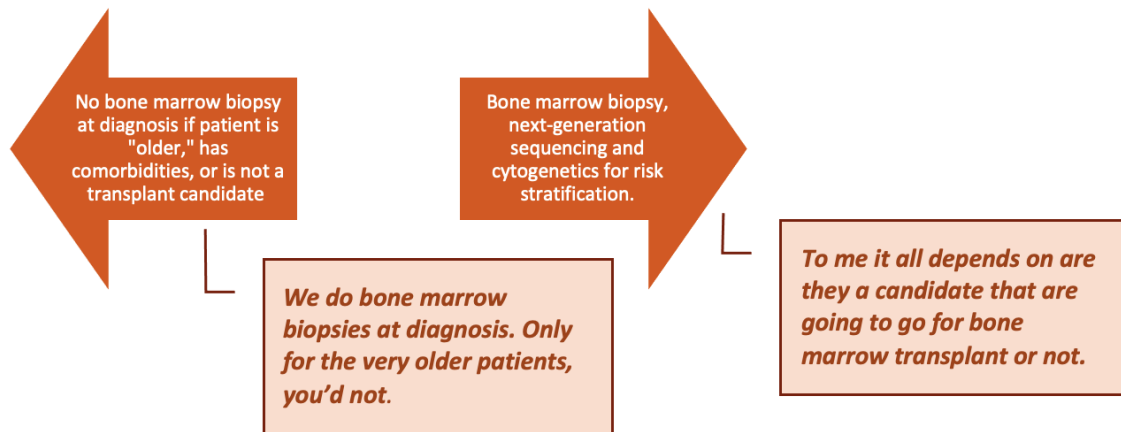 No bone marrow biopsy
at diagnosis if patient is
"older," has
comorbidities, or is not a
transplant candidate
Bone marrow biopsy,
next-generation
sequencing and
cytogenetics for risk
stratification.
We do bone marrow
biopsies at diagnosis. Only
for the very older patients,
you’d not.
To me it all depends on are
they a candidate that are
going to go for bone
marrow transplant or not.